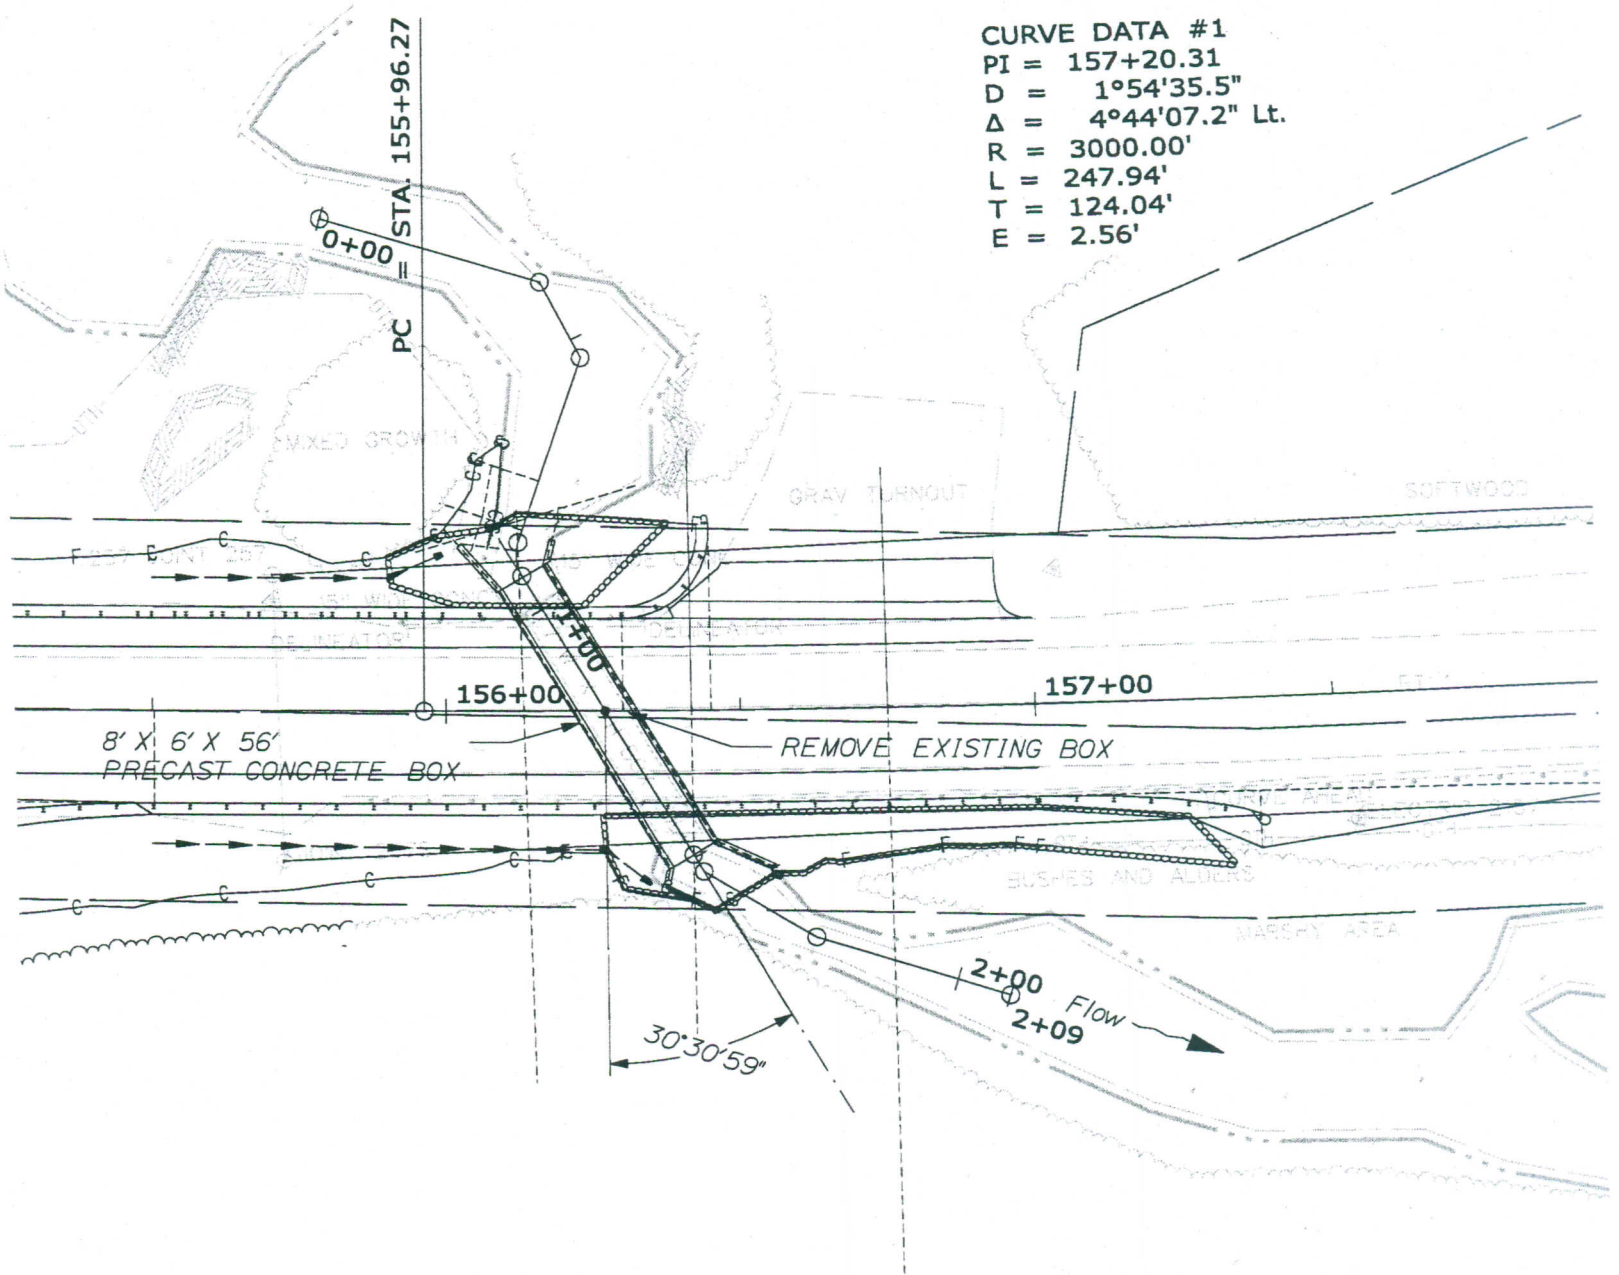 CURVE DATA #1
PI = 157+20.31
D = 1°54'35.5"
Δ = 4°44'07.2" Lt.
R = 3000.00'
L = 247.94'
T = 124.04'
E = 2.56'
PC = STA. 155+96.27
0+00
MIXED GROWTH
GRAV TURNOUT
SOFTWOOD
C
F
C
C
DELINEATOR
DELINEATOR
1+00
156+00
157+00
8' X 6' X 56'
PRECAST CONCRETE BOX
REMOVE EXISTING BOX
C
C
C
C
F
F
F
F
BUSHES AND ALDERS
MARSHY AREA
2+00
2+09
Flow
30°30'59"